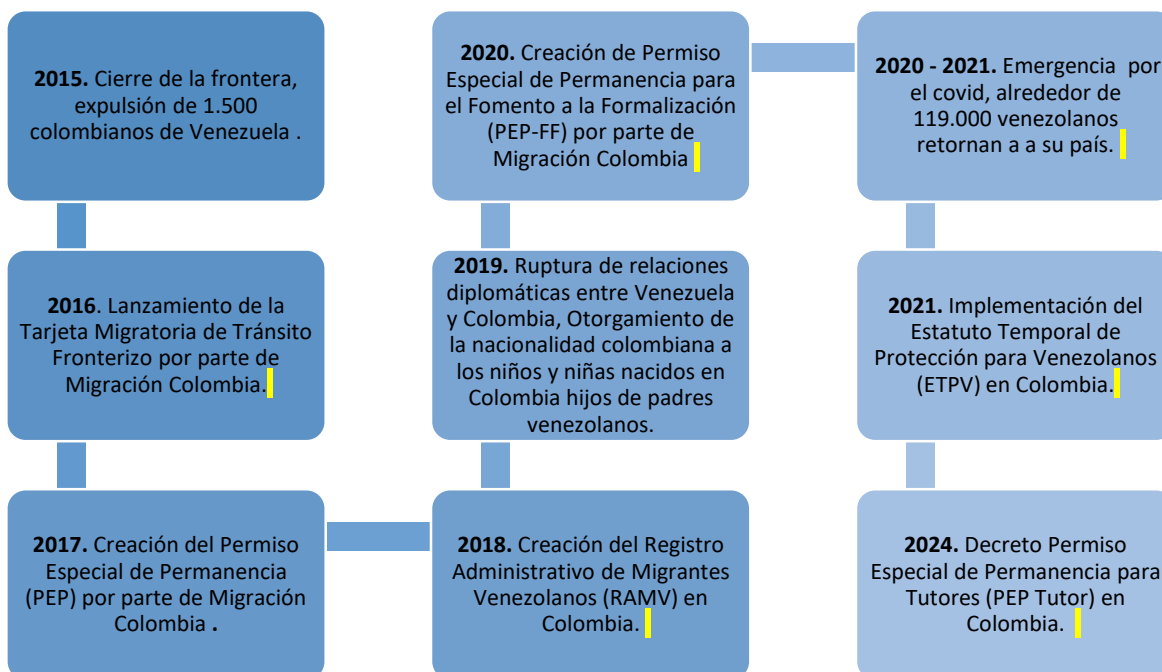 2015. Cierre de la frontera,
expulsión de 1.500
colombianos de Venezuela .
2016. Lanzamiento de la
Tarjeta Migratoria de Tránsito
Fronterizo por parte de
Migración Colombia.
2017. Creación del Permiso
Especial de Permanencia
(PEP) por parte de Migración
Colombia .
2018. Creación del Registro
Administrativo de Migrantes
Venezolanos (RAMV) en
Colombia.
2019. Ruptura de relaciones
diplomáticas entre Venezuela
y Colombia, Otorgamiento de
la nacionalidad colombiana a
los niños y niñas nacidos en
Colombia hijos de padres
venezolanos.
2020. Creación de Permiso
Especial de Permanencia para
el Fomento a la Formalización
(PEP-FF) por parte de
Migración Colombia
2020 - 2021. Emergencia por
el covid, alrededor de
119.000 venezolanos
retornan a a su país.
2021. Implementación del
Estatuto Temporal de
Protección para Venezolanos
(ETPV) en Colombia.
2024. Decreto Permiso
Especial de Permanencia para
Tutores (PEP Tutor) en
Colombia.